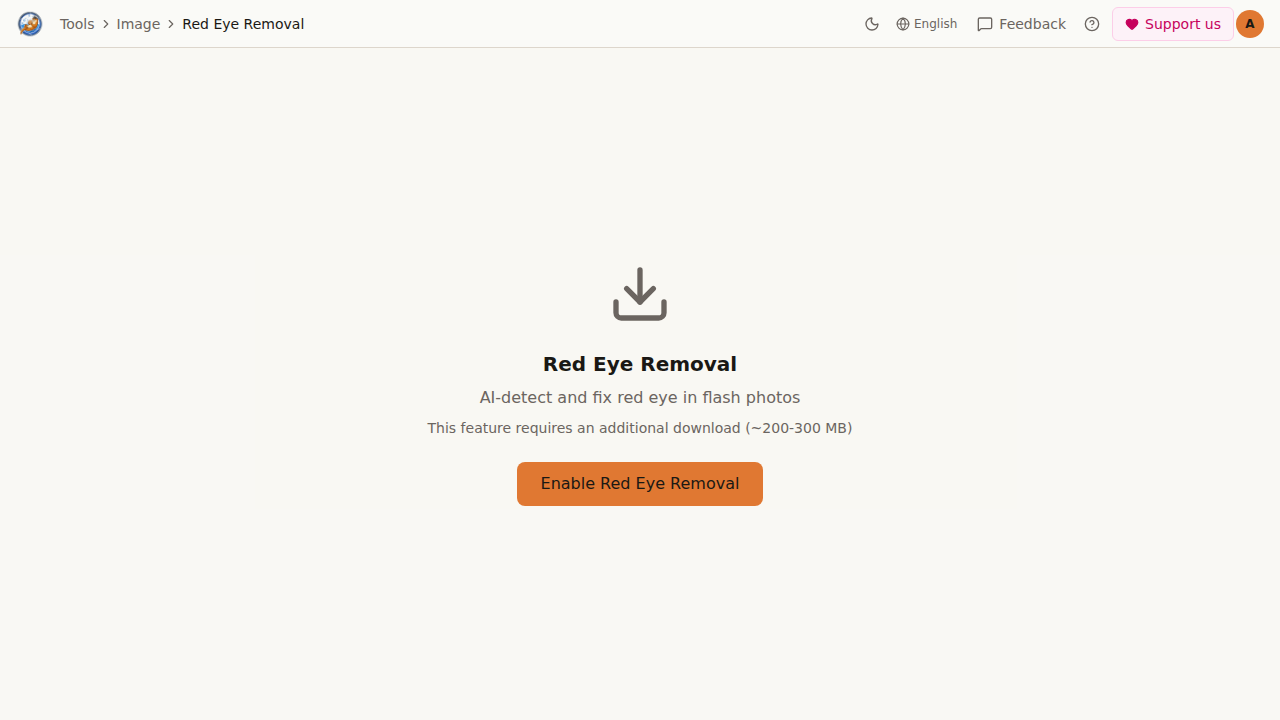 Tools > Image > Red Eye Removal
English
Feedback
Support us
A
Red Eye Removal
AI-detect and fix red eye in flash photos
This feature requires an additional download (~200-300 MB)
Enable Red Eye Removal